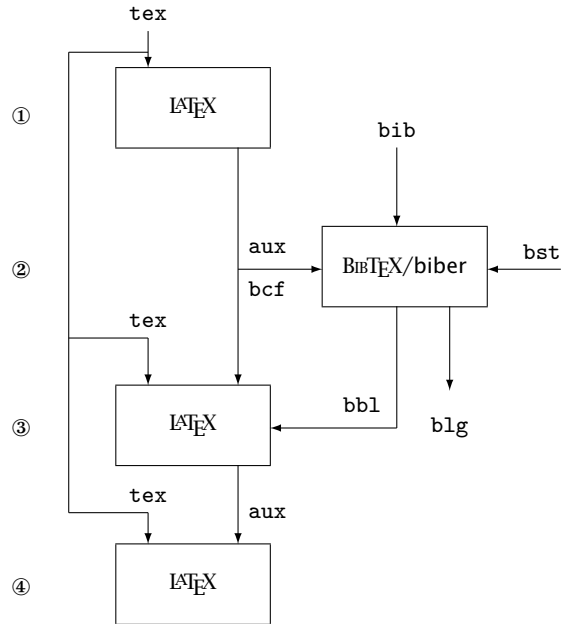 tex
① LATEX
bib
aux
② BIBTEX/biber bst
bcf
tex
bbl
③ LATEX blg
tex aux
④ LATEX